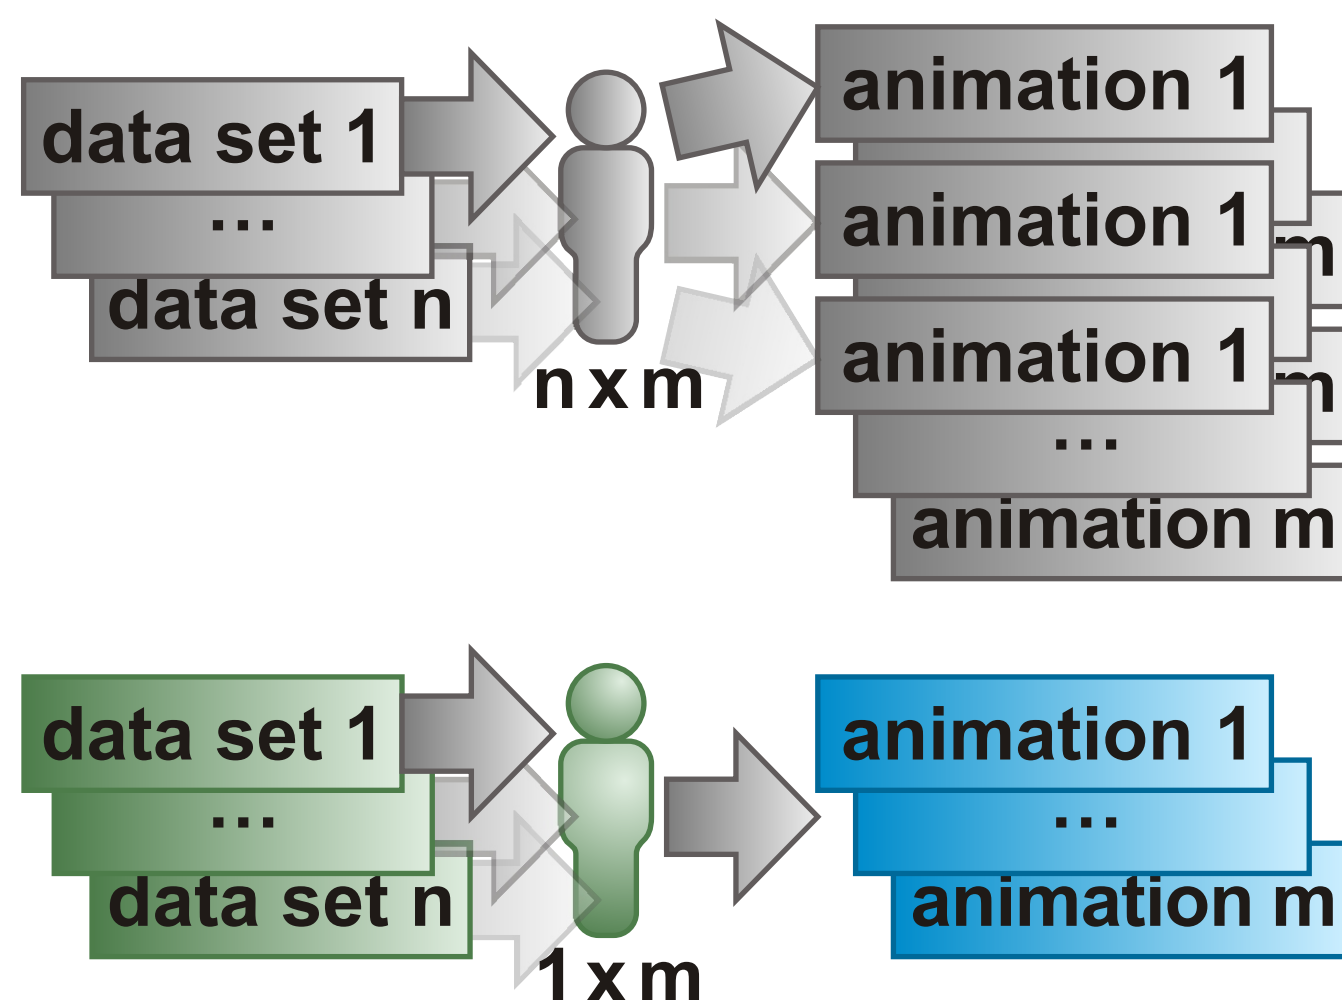 data set 1
...
data set n
n x m
animation 1
m
animation 1
m
animation 1
...
animation m
data set 1
...
data set n
1 x m
animation 1
...
animation m